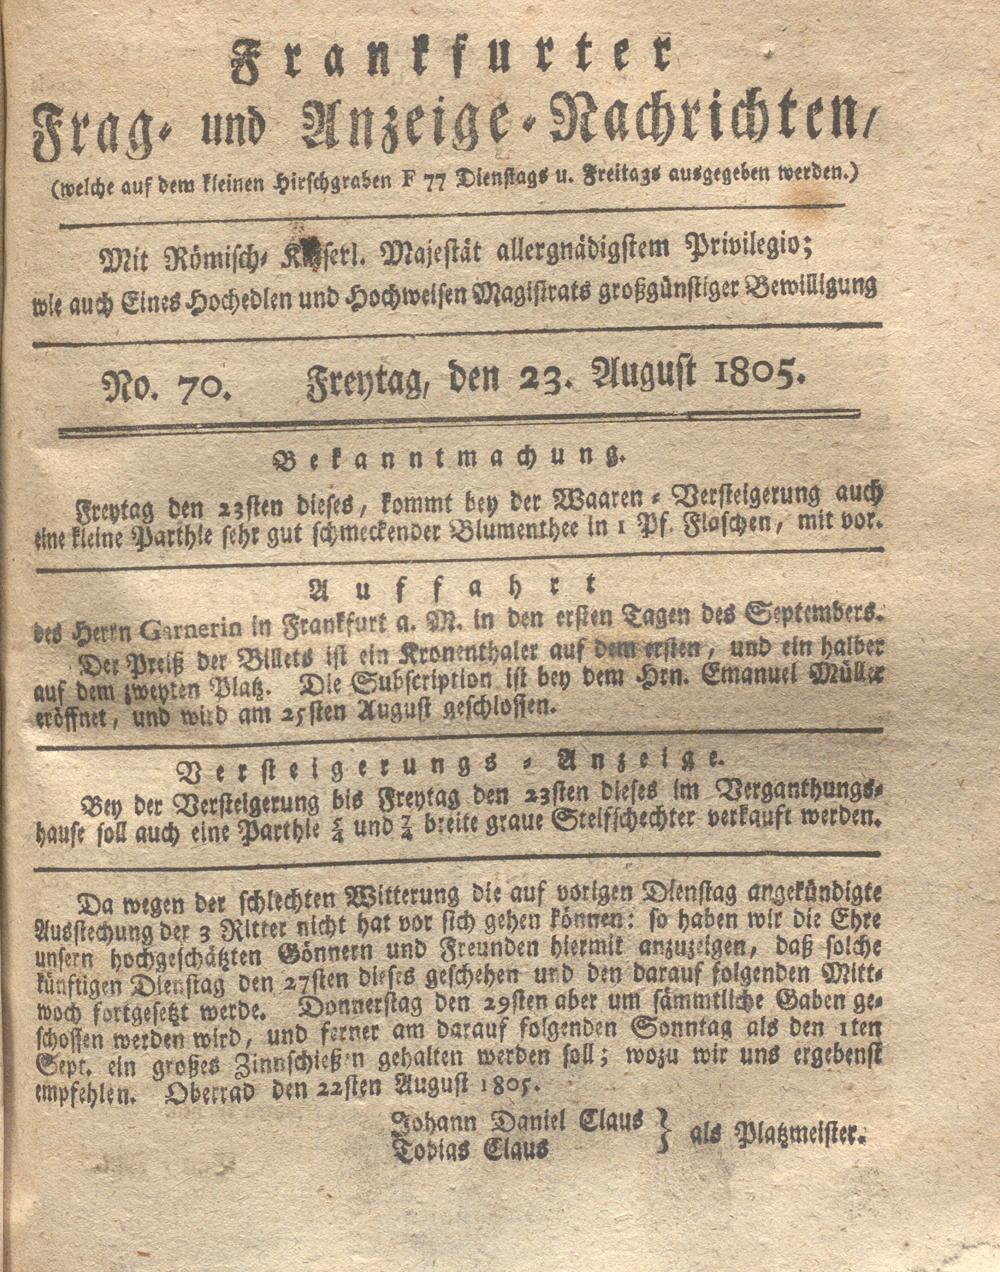 Frankfurter
Frag- und Anzeige-Nachrichten,
(welche auf dem kleinen Hirschgraben F 77 Dienstags u. Freitags ausgegeben werden.)
Mit Römisch- Kaiserl. Majestät allergnädigstem Privilegio;
wie auch Eines Hochedlen und Hochweisen Magistrats großgünstiger Bewilligung
No. 70. Freytag, den 23. August 1805.
Bekanntmachung.
Freytag den 23sten dieses, kommt bey der Waaren-Versteigerung auch
eine kleine Parthie sehr gut schmeckender Blumenthee in 1 Pf. Flaschen, mit vor.
Auffahrt
des Herrn Garnerin in Frankfurt a. M. in den ersten Tagen des Septembers.
Der Preiß der Billets ist ein Kronenthaler auf dem ersten, und ein halber
auf dem zweyten Platz. Die Subscription ist bey dem Hrn. Emanuel Müller
eröffnet, und wird am 25sten August geschlossen.
Versteigerungs-Anzeige.
Bey der Versteigerung bis Freytag den 23sten dieses im Verganthungs-
hause soll auch eine Parthie 5/4 und 7/4 breite graue Steifschechter verkauft werden.
Da wegen der schlechten Witterung die auf vorigen Dienstag angekündigte
Ausstechung der 3 Ritter nicht hat vor sich gehen können: so haben wir die Ehre
unsern hochgeschätzten Gönnern und Freunden hiermit anzuzeigen, daß solche
künftigen Dienstag den 27sten dieses geschehen und den darauf folgenden Mitt-
woch fortgesetzt werde. Donnerstag den 29sten aber um sämmtliche Gaben ge-
schossen werden wird, und ferner am darauf folgenden Sonntag als den 1ten
Sept. ein großes Zinnschießen gehalten werden soll; wozu wir uns ergebenst
empfehlen. Oberrad den 22sten August 1805.
Johann Daniel Claus
Tobias Claus } als Platzmeister.